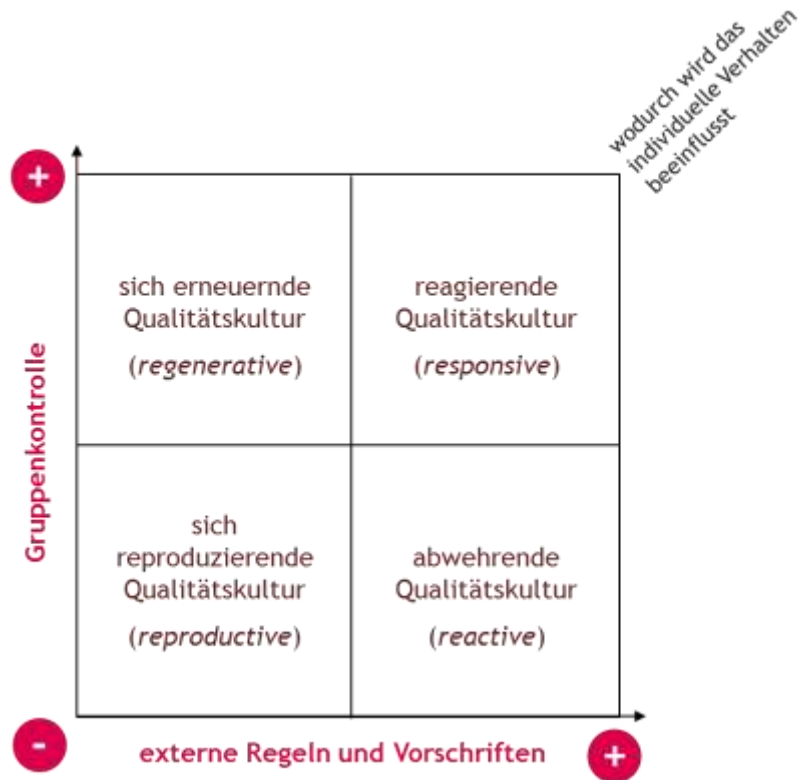 wodurch wird das
individuelle Verhalten
beeinflusst
+
sich erneuernde
Qualitätskultur
(regenerative)
reagierende
Qualitätskultur
(responsive)
Gruppenkontrolle
sich
reproduzierende
Qualitätskultur
(reproductive)
abwehrende
Qualitätskultur
(reactive)
-
externe Regeln und Vorschriften
+